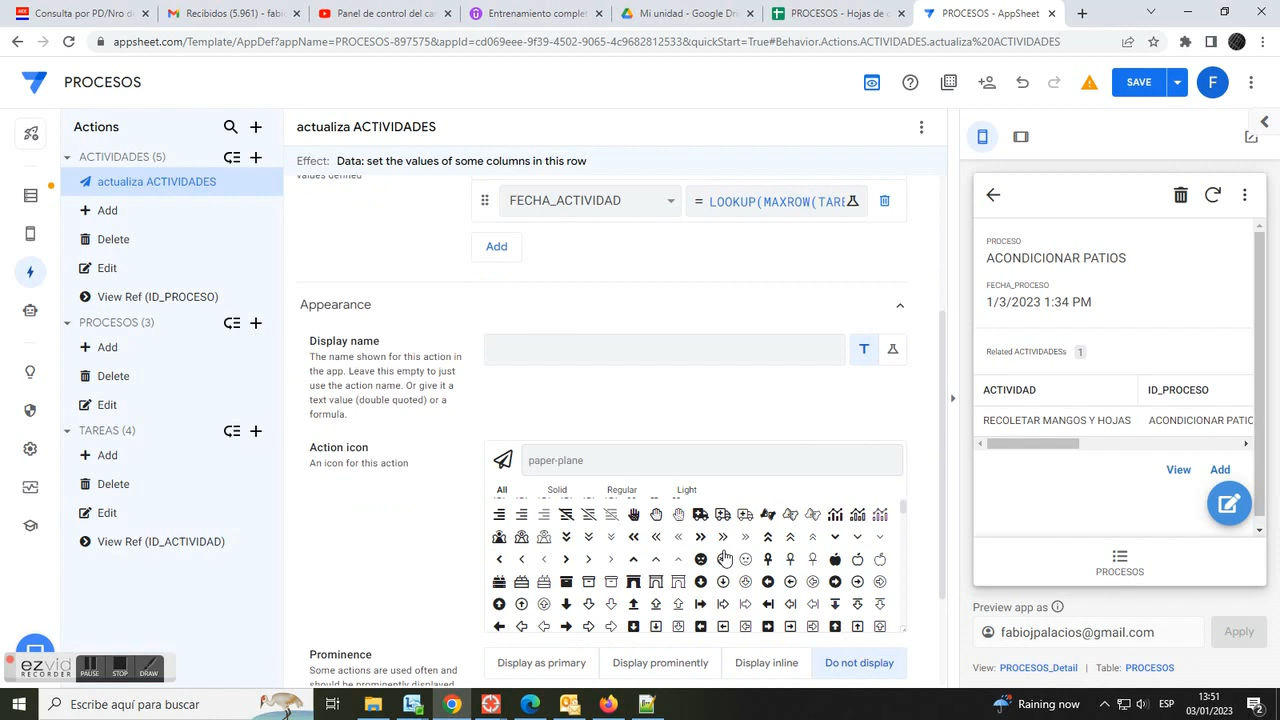 Consult por PD/Nro d
Recibidos (5.961) - fabi
Panel de control del ca
Entrenamiento complet
Mi unidad - Google Dri
PROCESOS - Hojas de
PROCESOS - AppSheet
appsheet.com/Template/AppDef?appName=PROCESOS-897575&appId=cd069eee-9f39-4502-9065-4c9682812533&quickStart=True#Behavior.Actions.ACTIVIDADES.actualiza%20ACTIVIDADES
PROCESOS
SAVE
F
Actions
ACTIVIDADES (5)
actualiza ACTIVIDADES
Add
Delete
Edit
View Ref (ID_PROCESO)
PROCESOS (3)
Add
Delete
Edit
TAREAS (4)
Add
Delete
Edit
View Ref (ID_ACTIVIDAD)
actualiza ACTIVIDADES
Effect: Data: set the values of some columns in this row
values defined
FECHA_ACTIVIDAD
= LOOKUP(MAXROW(TARE
Add
Appearance
Display name
The name shown for this action in
the app. Leave this empty to just
use the action name. Or give it a
text value (double quoted) or a
formula.
T
Action icon
An icon for this action
paper-plane
All Solid Regular Light
Prominence
Some actions are used often and
Display as primary
Display prominently
Display inline
Do not display
PROCESO
ACONDICIONAR PATIOS
FECHA_PROCESO
1/3/2023 1:34 PM
Related ACTIVIDADESs 1
ACTIVIDAD ID_PROCESO
RECOLETAR MANGOS Y HOJAS ACONDICIONAR PATIO
View Add
PROCESOS
Preview app as
fabiojpalacios@gmail.com
Apply
View: PROCESOS_Detail | Table: PROCESOS
ezvid
RECORDER
PAUSE
STOP
DRAW
Escribe aquí para buscar
Raining now
ESP
13:51
03/01/2023
2